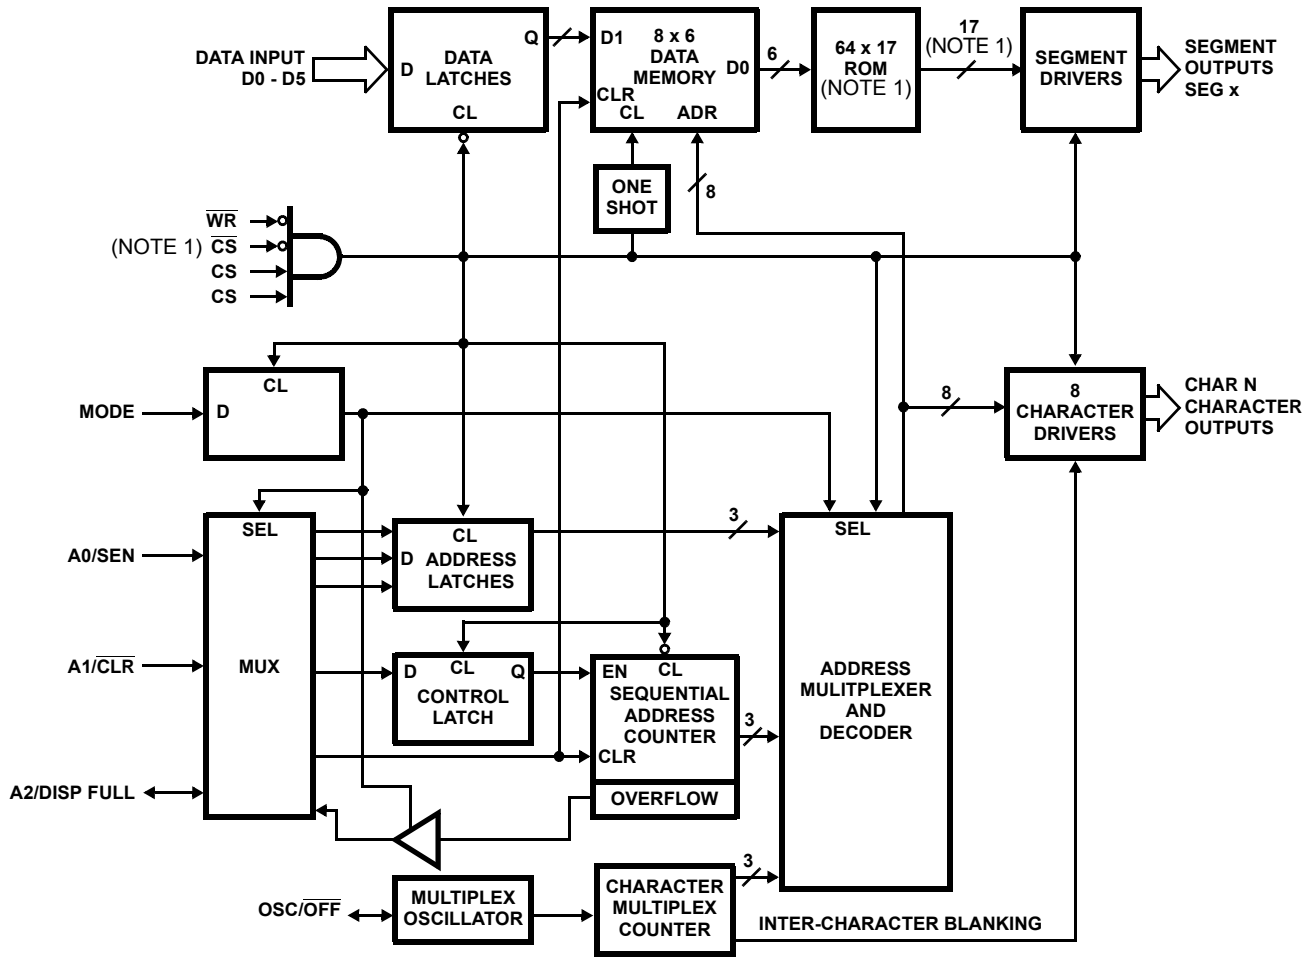 DATA INPUT
D0 - D5
D
DATA
LATCHES
Q
CL
D1
8 x 6
DATA
MEMORY
D0
CLR
CL
ADR
6
64 x 17
ROM
(NOTE 1)
17
(NOTE 1)
SEGMENT
DRIVERS
SEGMENT
OUTPUTS
SEG x
ONE
SHOT
8
WR
(NOTE 1) CS
CS
CS
MODE
CL
D
8
8
CHARACTER
DRIVERS
CHAR N
CHARACTER
OUTPUTS
A0/SEN
A1/CLR
A2/DISP FULL
SEL
MUX
CL
D
ADDRESS
LATCHES
3
SEL
ADDRESS
MULITPLEXER
AND
DECODER
D
CL
Q
CONTROL
LATCH
EN
CL
SEQUENTIAL
ADDRESS
COUNTER
CLR
OVERFLOW
3
OSC/OFF
MULTIPLEX
OSCILLATOR
CHARACTER
MULTIPLEX
COUNTER
3
INTER-CHARACTER BLANKING